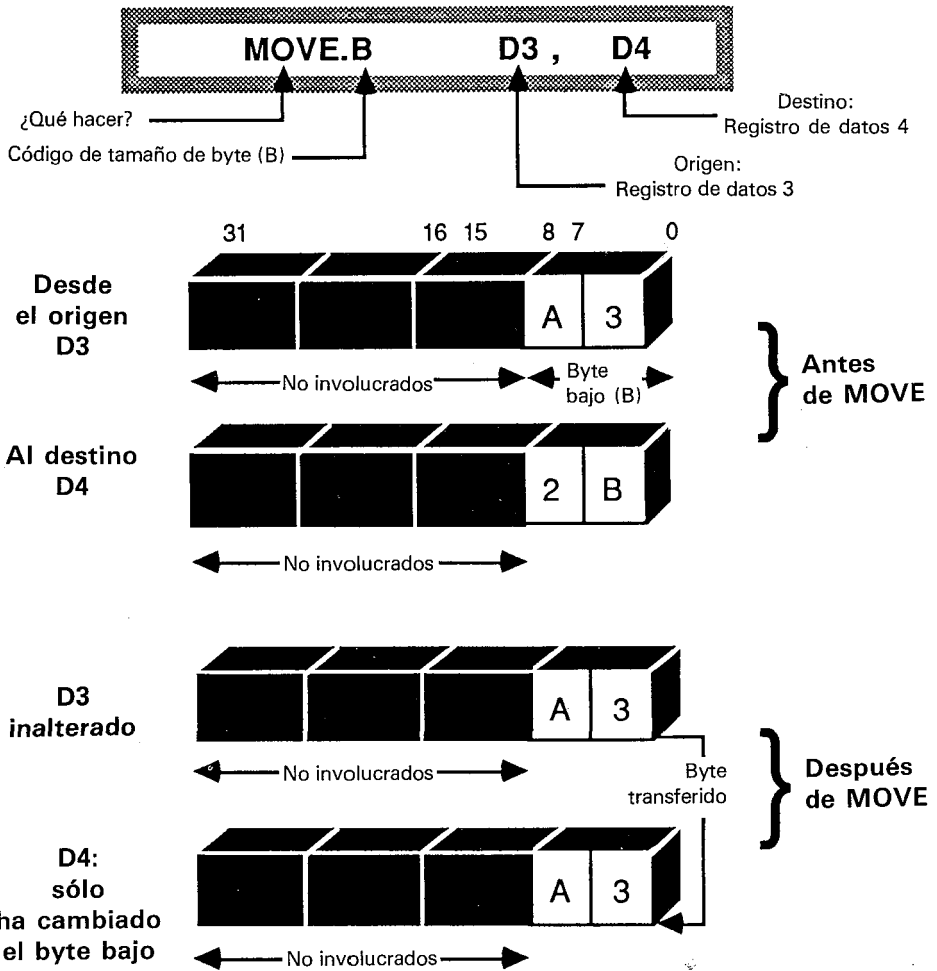 MOVE.B D3 , D4
¿Qué hacer?
Código de tamaño de byte (B)
Destino:
Registro de datos 4
Origen:
Registro de datos 3
31 16 15 8 7 0
Desde
el origen
D3
A 3
No involucrados
Byte
bajo (B)
Antes
de MOVE
Al destino
D4
2 B
No involucrados
D3
inalterado
A 3
No involucrados
Byte
transferido
Después
de MOVE
D4:
sólo
ha cambiado
el byte bajo
A 3
No involucrados